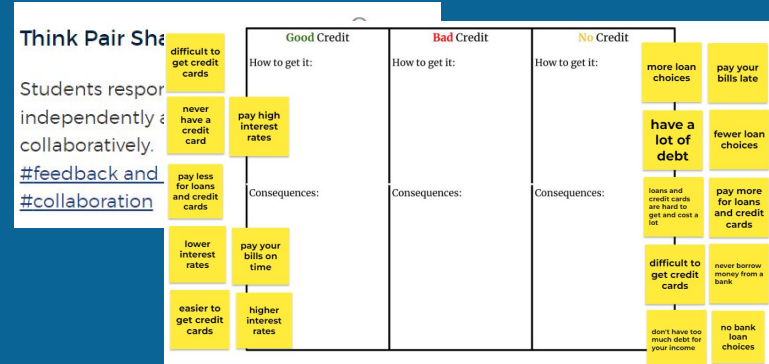 Think Pair
Students
independently
collaboratively.
#feedback and
#collaboration
Good Credit
How to get it:
Consequences:
Bad Credit
How to get it:
Consequences:
No Credit
How to get it:
Consequences:
difficult to
get credit
cards
never
have a
credit
card
pay high
interest
rates
pay less
for loans
and credit
cards
lower
interest
rates
pay your
bills on
time
easier to
get credit
cards
higher
interest
rates
more loan
choices
pay your
bills late
have a
lot of
debt
fewer loan
choices
loans and
credit cards
are hard to
get and cost a
lot
pay more
for loans
and credit
cards
difficult to
get credit
cards
never borrow
money from a
bank
don't have too
much debt for
your income
no bank
loan
choices